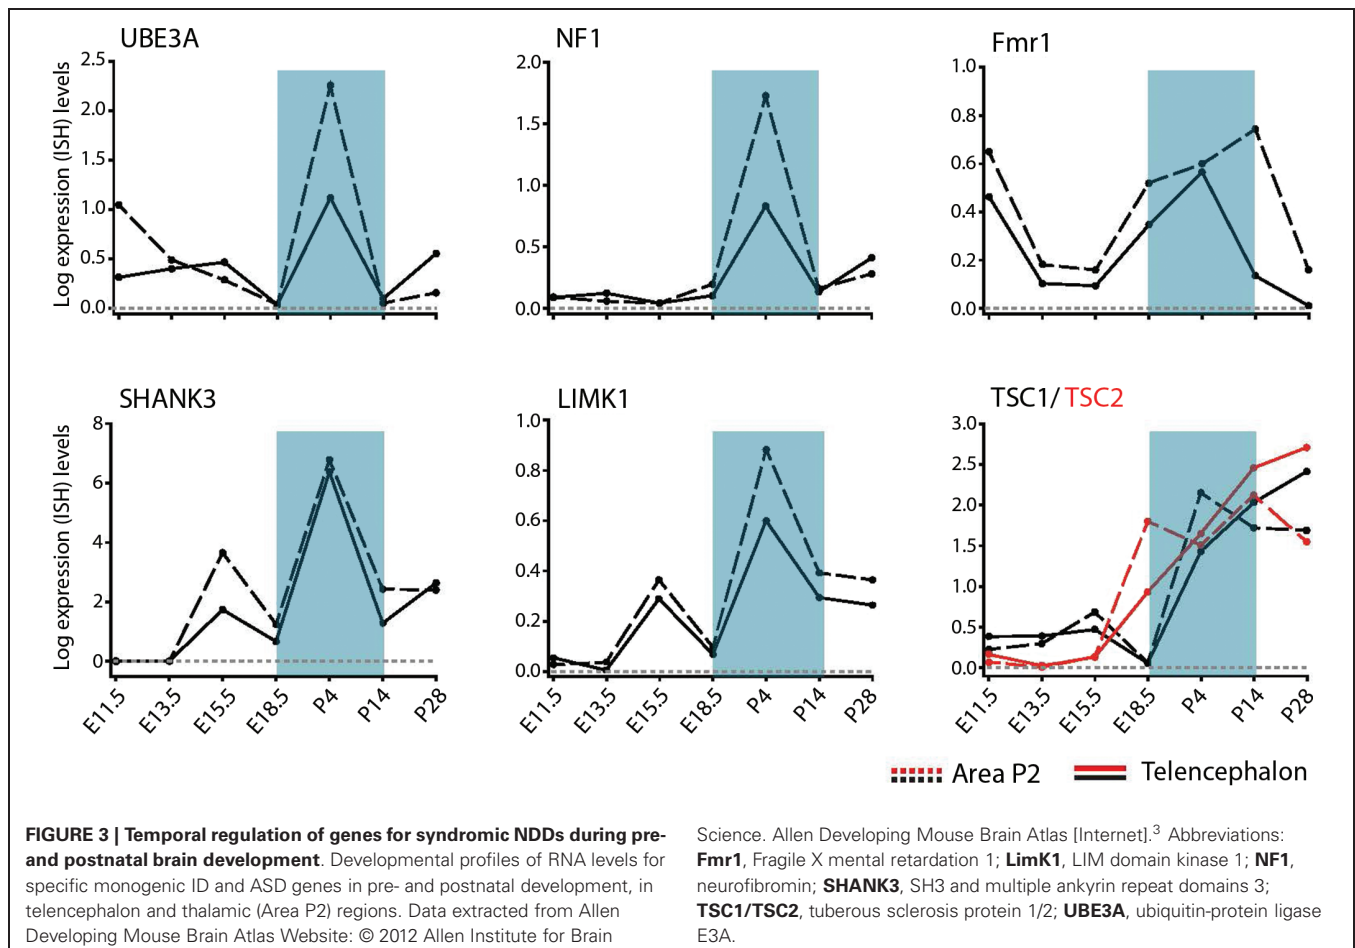 UBE3A
NF1
Fmr1
Log expression (ISH) levels
2.5
2.0
1.5
1.0
0.5
0.0
2.0
1.5
1.0
0.5
0.0
1.0
0.8
0.6
0.4
0.2
0.0
SHANK3
LIMK1
TSC1/ TSC2
Log expression (ISH) levels
8
6
4
2
0
1.0
0.8
0.6
0.4
0.2
0.0
3.0
2.5
2.0
1.5
1.0
0.5
0.0
E11.5 E13.5 E15.5 E18.5 P4 P14 P28
E11.5 E13.5 E15.5 E18.5 P4 P14 P28
E11.5 E13.5 E15.5 E18.5 P4 P14 P28
Area P2 Telencephalon
FIGURE 3 | Temporal regulation of genes for syndromic NDDs during pre-
and postnatal brain development. Developmental profiles of RNA levels for
specific monogenic ID and ASD genes in pre- and postnatal development, in
telencephalon and thalamic (Area P2) regions. Data extracted from Allen
Developing Mouse Brain Atlas Website: © 2012 Allen Institute for Brain
Science. Allen Developing Mouse Brain Atlas [Internet].3 Abbreviations:
Fmr1, Fragile X mental retardation 1; LimK1, LIM domain kinase 1; NF1,
neurofibromin; SHANK3, SH3 and multiple ankyrin repeat domains 3;
TSC1/TSC2, tuberous sclerosis protein 1/2; UBE3A, ubiquitin-protein ligase
E3A.